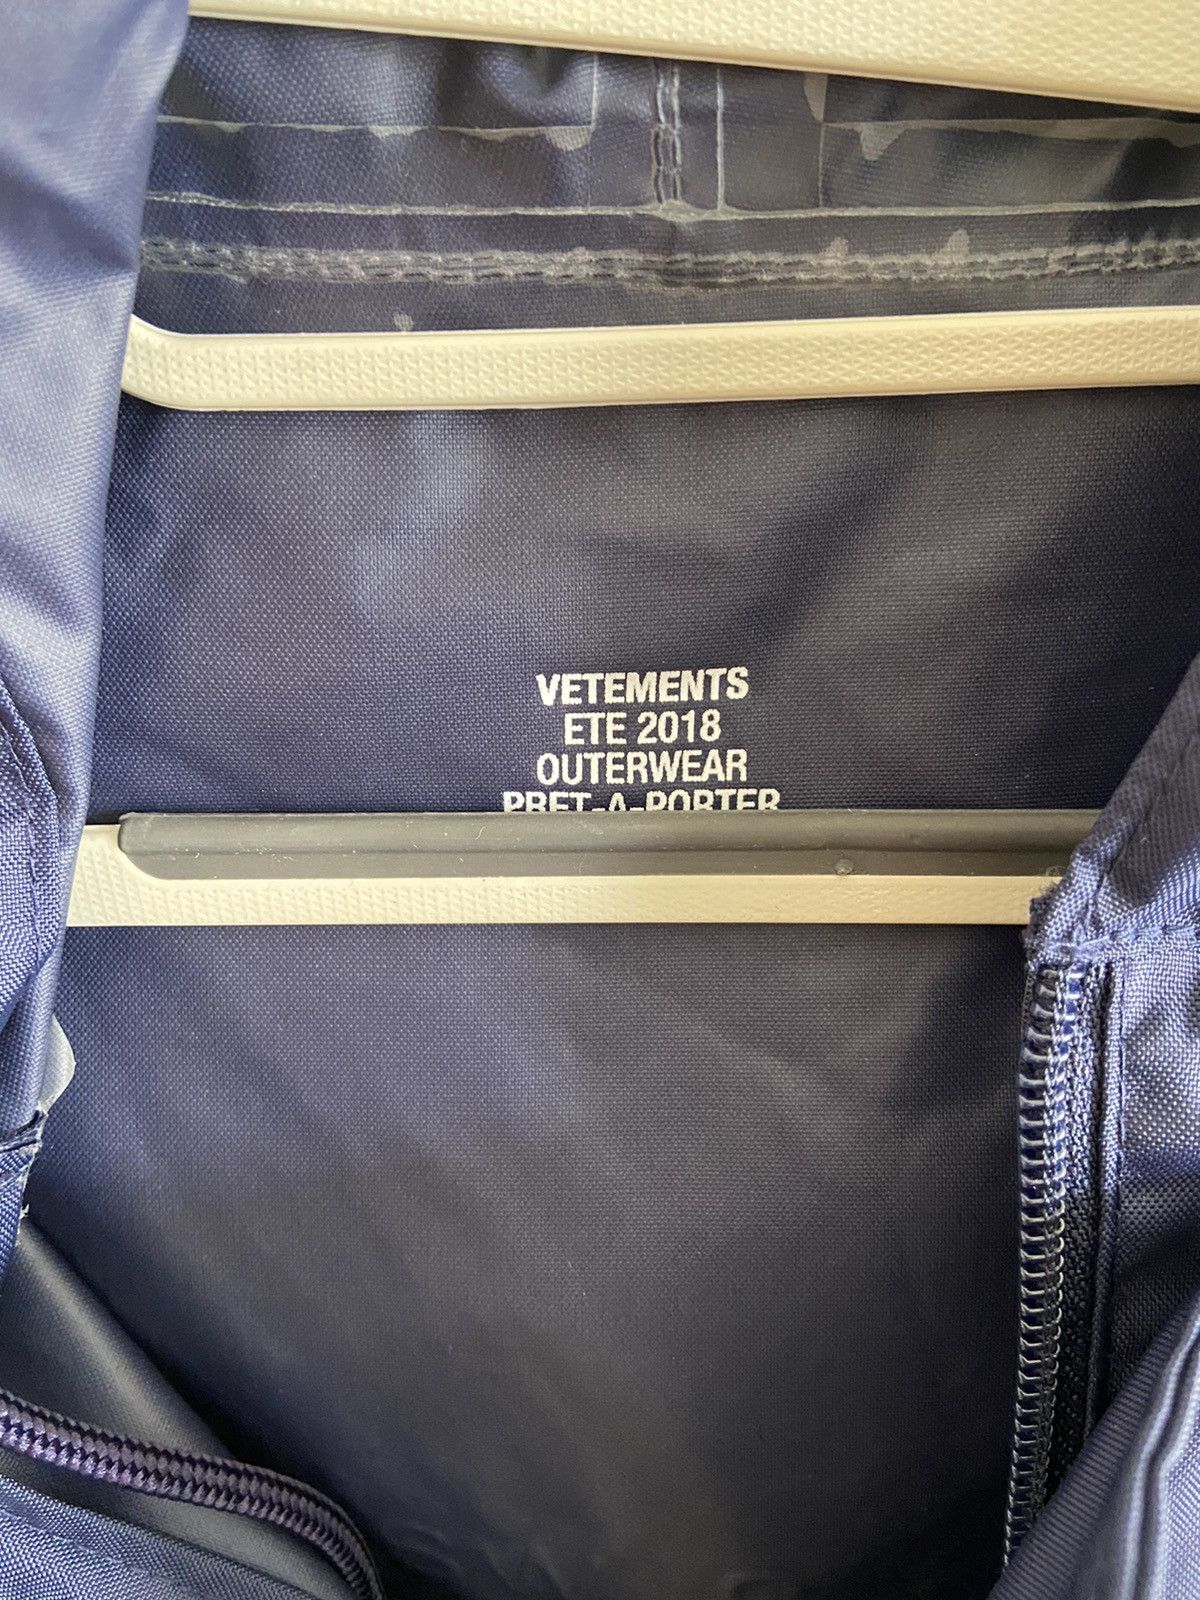 VETEMENTS
ETE 2018
OUTERWEAR
PRET-A-PORTER